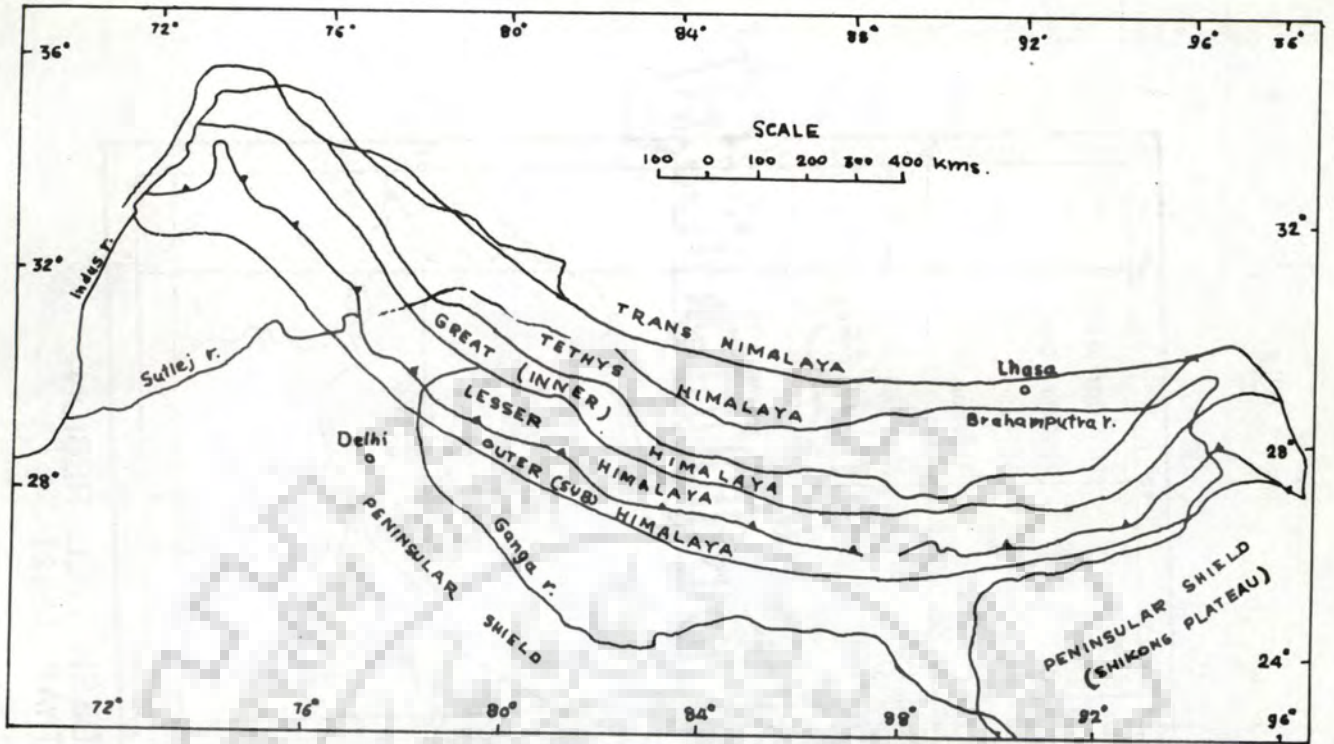 72° 76° 80° 84° 88° 92° 96° 86°
36°
SCALE
100 0 100 200 300 400 Kms.
32°
32°
Indus r.
Sutlej r.
TRANS HIMALAYA
TETHYS HIMALAYA
GREAT (INNER) HIMALAYA
LESSER HIMALAYA
OUTER (SUB) HIMALAYA
Lhasa
Brahamputra r.
Delhi
28°
28°
PENINSULAR SHIELD
Ganga r.
PENINSULAR SHIELD
(SHIKONG PLATEAU)
24°
72° 76° 80° 84° 88° 92° 96°